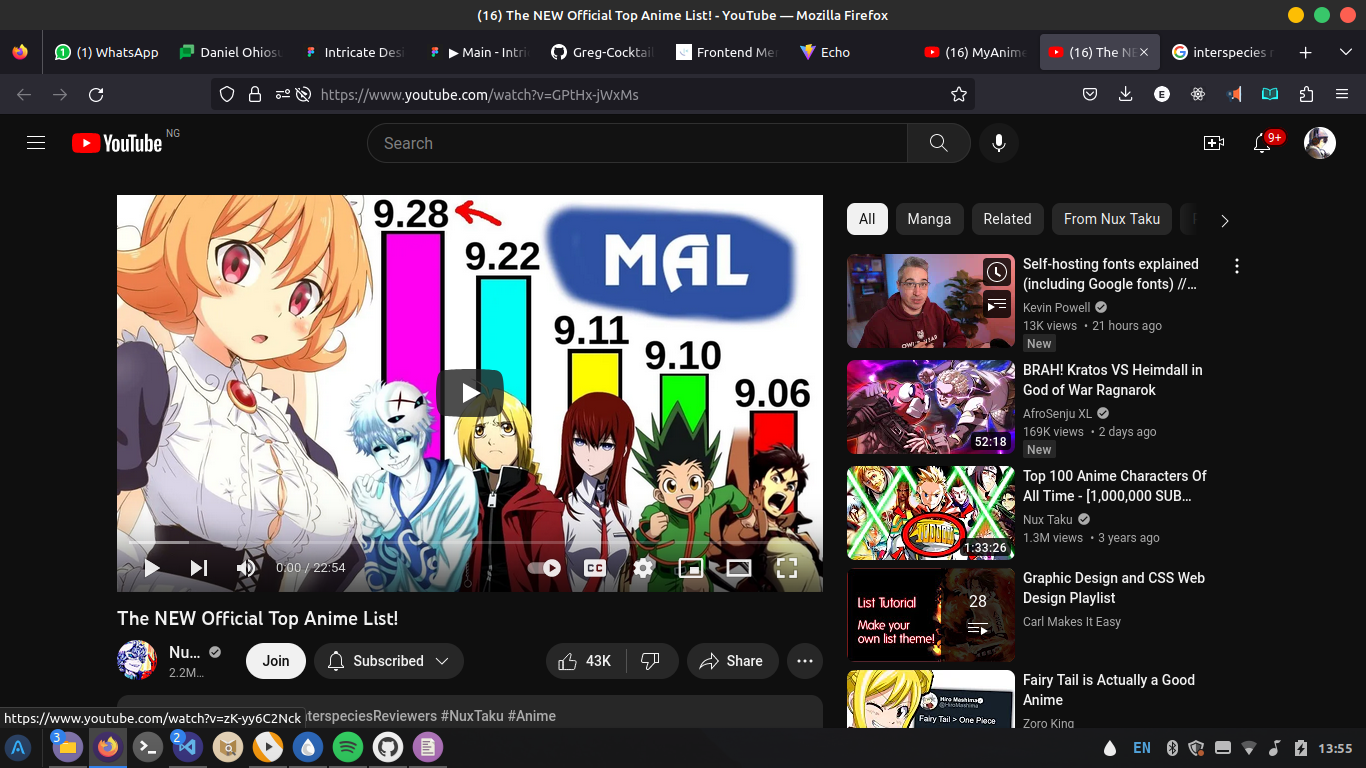 (16) The NEW Official Top Anime List! - YouTube — Mozilla Firefox
(1) WhatsApp
Daniel Ohiosu
Intricate Desi
▶ Main - Intri
Greg-Cocktail
Frontend Men
Echo
(16) MyAnime
(16) The NE
interspecies r
https://www.youtube.com/watch?v=GPtHx-jWxMs
E
YouTube NG
Search
9+
9.28
9.22
9.11
9.10
9.06
MAL
0:00 / 22:54
CC
The NEW Official Top Anime List!
Nu...
2.2M...
Join
Subscribed
43K
Share
nterspeciesReviewers #NuxTaku #Anime
https://www.youtube.com/watch?v=zK-yy6C2Nck
All
Manga
Related
From Nux Taku
Self-hosting fonts explained
(including Google fonts) //...
Kevin Powell
13K views • 21 hours ago
New
BRAH! Kratos VS Heimdall in
God of War Ragnarok
AfroSenju XL
169K views • 2 days ago
New
52:18
Top 100 Anime Characters Of
All Time - [1,000,000 SUB...
Nux Taku
1.3M views • 3 years ago
1:33:26
Graphic Design and CSS Web
Design Playlist
Carl Makes It Easy
List Tutorial
Make your
own list theme!
28
Fairy Tail is Actually a Good
Anime
Zoro King
Hiro Mashima
@HiroMashima
Fairy Tail > One Piece
3
2
EN
13:55